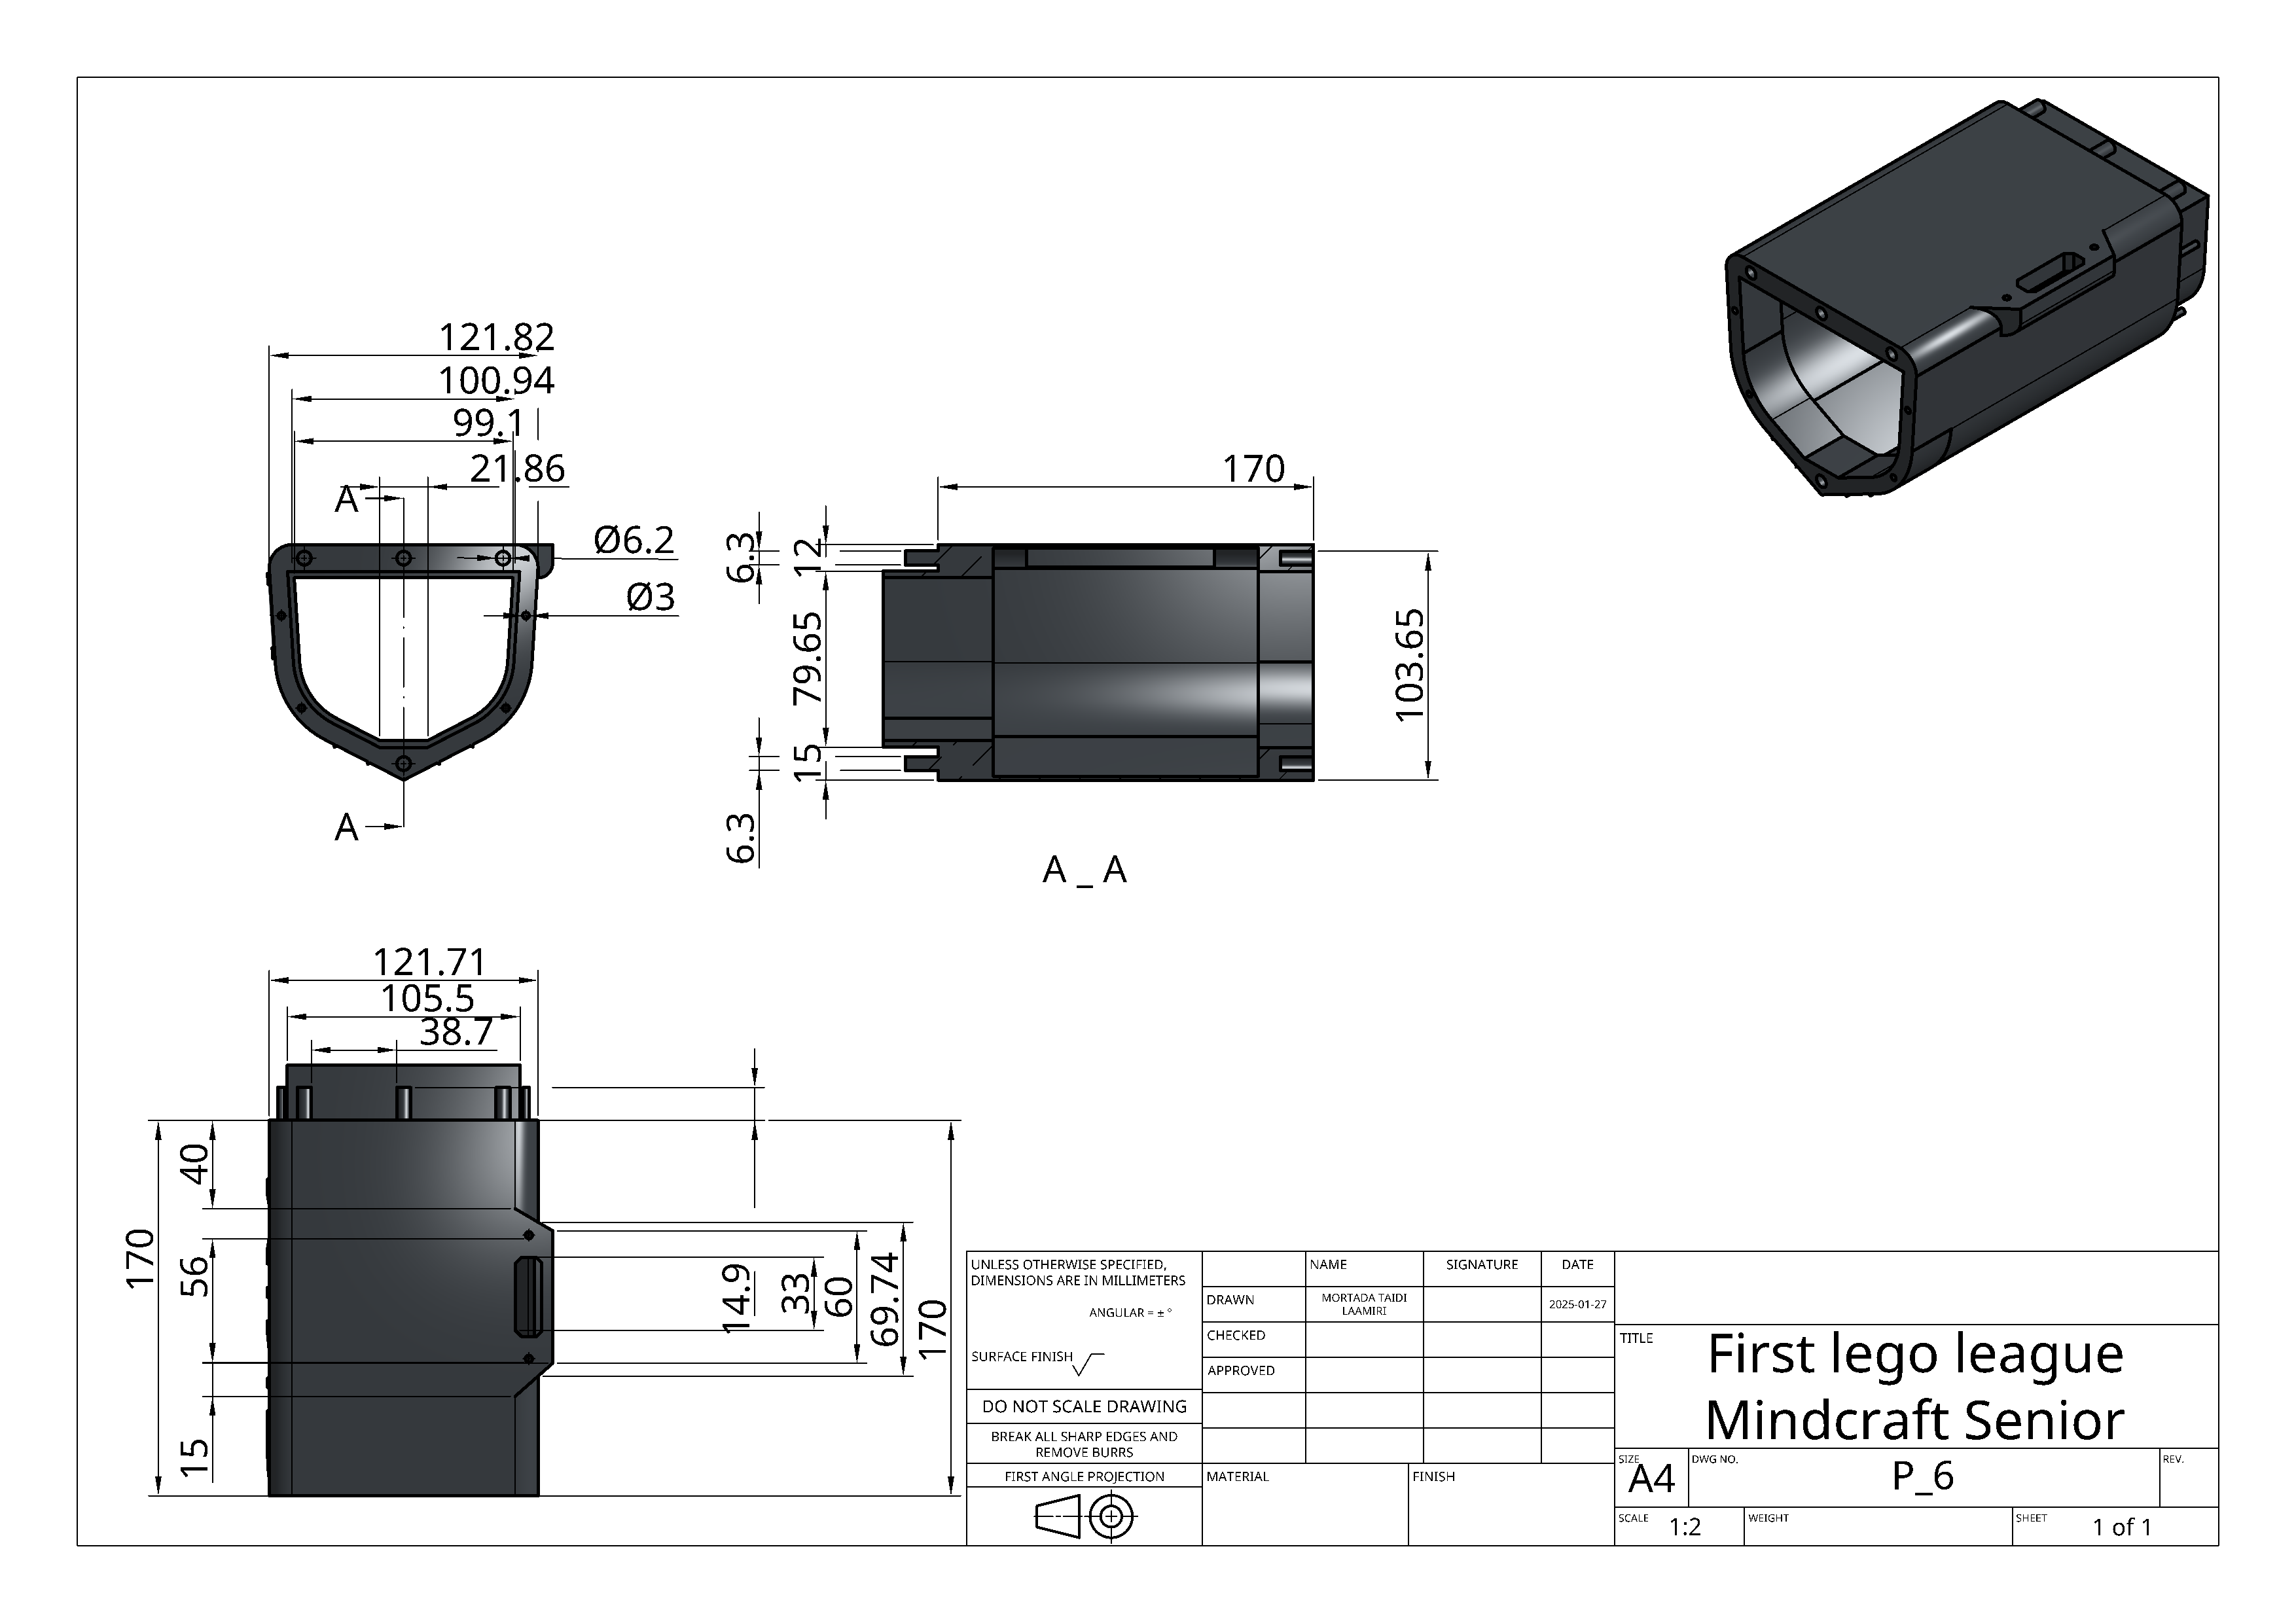 121.82
100.94
99.1
21.86
A
Ø6.2
Ø3
A
170
6.3
12
79.65
15
6.3
103.65
A _ A
121.71
105.5
38.7
40
170
56
15
14.9
33
60
69.74
170
UNLESS OTHERWISE SPECIFIED,
DIMENSIONS ARE IN MILLIMETERS
ANGULAR = ± °
SURFACE FINISH
DO NOT SCALE DRAWING
BREAK ALL SHARP EDGES AND
REMOVE BURRS
FIRST ANGLE PROJECTION
NAME SIGNATURE DATE
DRAWN MORTADA TAIDI
LAAMIRI 2025-01-27
CHECKED
APPROVED
MATERIAL FINISH
TITLE First lego league
Mindcraft Senior
SIZE A4 DWG NO. P_6 REV.
SCALE 1:2 WEIGHT SHEET 1 of 1